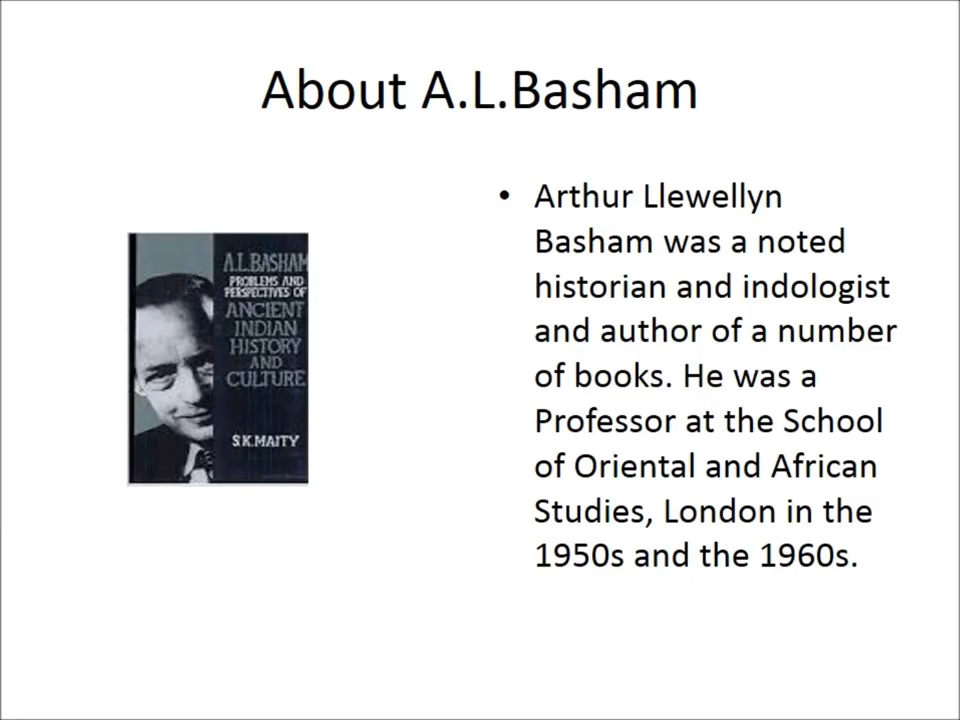 About A.L.Basham
A.L.BASHAM
PROBLEMS AND
PERSPECTIVES OF
ANCIENT
INDIAN
HISTORY
AND
CULTURE
S.K.MAITY
• Arthur Llewellyn
Basham was a noted
historian and indologist
and author of a number
of books. He was a
Professor at the School
of Oriental and African
Studies, London in the
1950s and the 1960s.